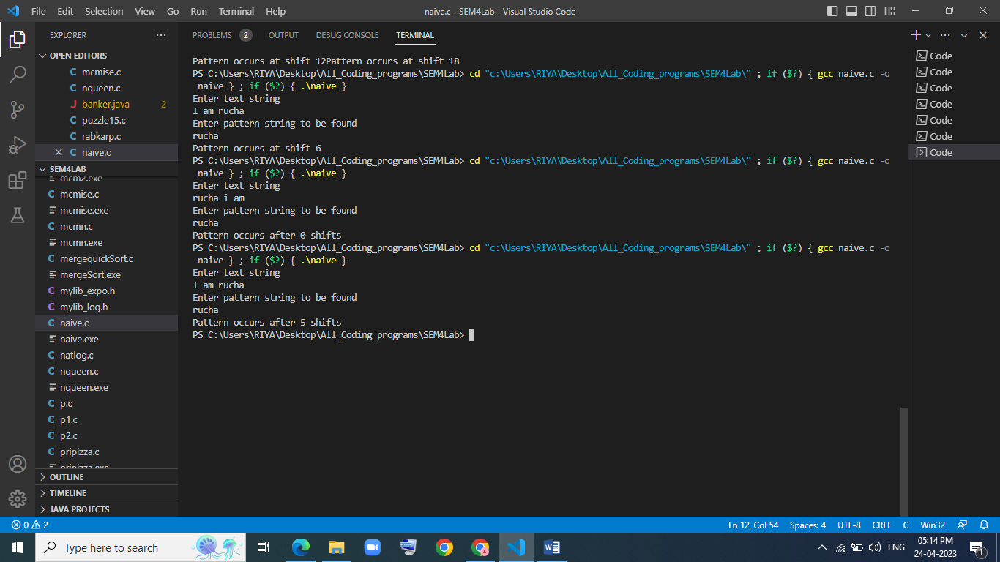 File Edit Selection View Go Run Terminal Help naive.c - SEM4Lab - Visual Studio Code
EXPLORER
OPEN EDITORS
mcmise.c
nqueen.c
banker.java 2
puzzle15.c
rabkarp.c
naive.c
SEM4LAB
mcm2.exe
mcmise.c
mcmise.exe
mcmn.c
mcmn.exe
mergequickSort.c
mergeSort.exe
mylib_expo.h
mylib_log.h
naive.c
naive.exe
natlog.c
nqueen.c
nqueen.exe
p.c
p1.c
p2.c
pripizza.c
pripizza.exe
OUTLINE
TIMELINE
JAVA PROJECTS
PROBLEMS 2 OUTPUT DEBUG CONSOLE TERMINAL
Pattern occurs at shift 12Pattern occurs at shift 18
PS C:\Users\RIYA\Desktop\All_Coding_programs\SEM4Lab> cd "c:\Users\RIYA\Desktop\All_Coding_programs\SEM4Lab\" ; if ($?) { gcc naive.c -o
naive } ; if ($?) { .\naive }
Enter text string
I am rucha
Enter pattern string to be found
rucha
Pattern occurs at shift 6
PS C:\Users\RIYA\Desktop\All_Coding_programs\SEM4Lab> cd "c:\Users\RIYA\Desktop\All_Coding_programs\SEM4Lab\" ; if ($?) { gcc naive.c -o
naive } ; if ($?) { .\naive }
Enter text string
rucha i am
Enter pattern string to be found
rucha
Pattern occurs after 0 shifts
PS C:\Users\RIYA\Desktop\All_Coding_programs\SEM4Lab> cd "c:\Users\RIYA\Desktop\All_Coding_programs\SEM4Lab\" ; if ($?) { gcc naive.c -o
naive } ; if ($?) { .\naive }
Enter text string
I am rucha
Enter pattern string to be found
rucha
Pattern occurs after 5 shifts
PS C:\Users\RIYA\Desktop\All_Coding_programs\SEM4Lab>
Code
Code
Code
Code
Code
Code
Code
0 2 Ln 12, Col 54 Spaces: 4 UTF-8 CRLF C Win32
Type here to search
ENG
05:14 PM
24-04-2023
1